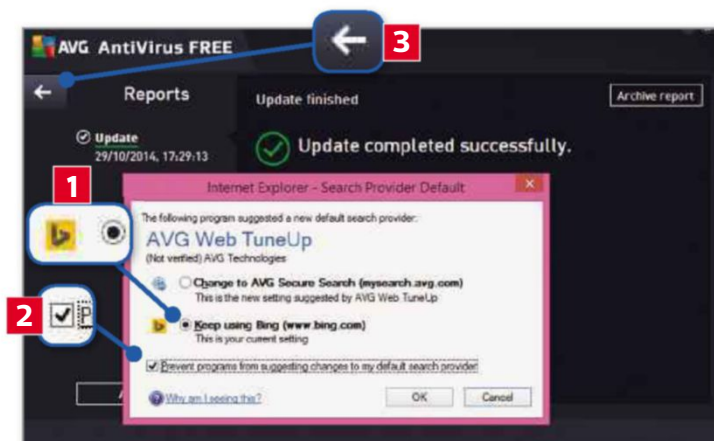 AVG AntiVirus FREE
3
Reports
Update finished
Archive report
Update
29/10/2014, 17:29:13
Update completed successfully.
1
Internet Explorer - Search Provider Default
The following program suggested a new default search provider:
AVG Web TuneUp
(Not verified) AVG Technologies
Change to AVG Secure Search (mysearch.avg.com)
This is the new setting suggested by AVG Web TuneUp
Keep using Bing (www.bing.com)
This is your current setting
2
P
Prevent programs from suggesting changes to my default search provider
Why am I seeing this?
OK
Cancel